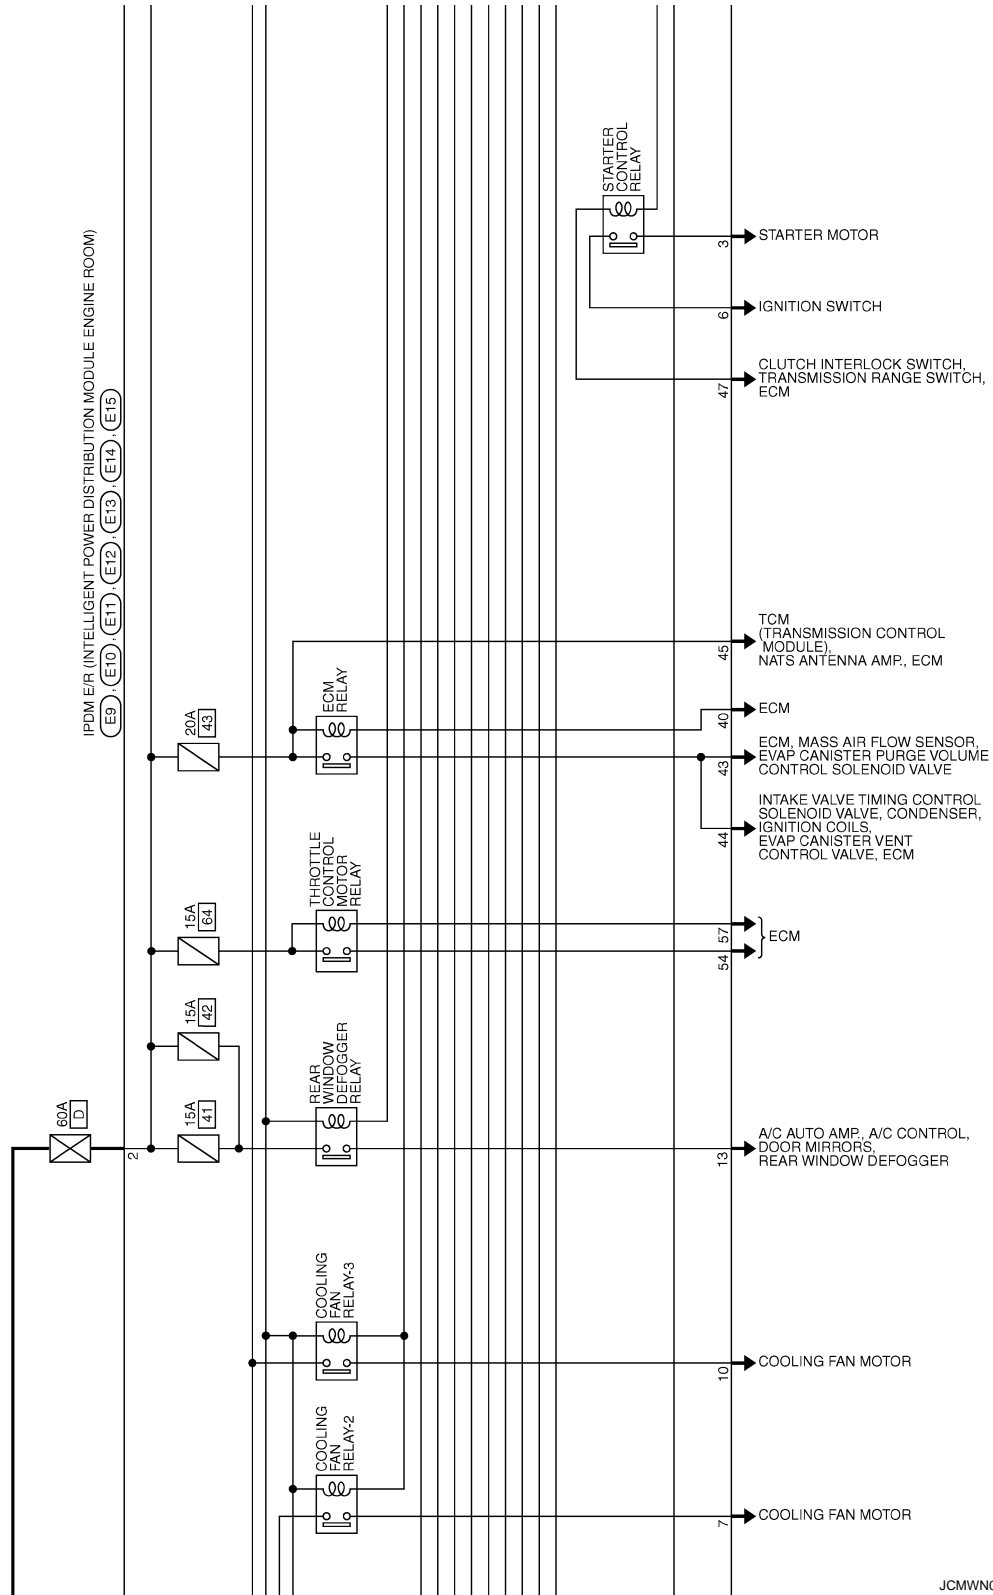 STARTER
CONTROL
RELAY
3
STARTER MOTOR
6
IGNITION SWITCH
47
CLUTCH INTERLOCK SWITCH,
TRANSMISSION RANGE SWITCH,
ECM
IPDM E/R (INTELLIGENT POWER DISTRIBUTION MODULE ENGINE ROOM)
E9 , E10 , E11 , E12 , E13 , E14 , E15
45
TCM
(TRANSMISSION CONTROL
MODULE),
NATS ANTENNA AMP., ECM
20A
43
ECM
RELAY
40
ECM
43
ECM, MASS AIR FLOW SENSOR,
EVAP CANISTER PURGE VOLUME
CONTROL SOLENOID VALVE
44
INTAKE VALVE TIMING CONTROL
SOLENOID VALVE, CONDENSER,
IGNITION COILS,
EVAP CANISTER VENT
CONTROL VALVE, ECM
15A
64
THROTTLE
CONTROL
MOTOR
RELAY
57
54
ECM
15A
42
60A
D
2
15A
41
REAR
WINDOW
DEFOGGER
RELAY
13
A/C AUTO AMP., A/C CONTROL,
DOOR MIRRORS,
REAR WINDOW DEFOGGER
COOLING
FAN
RELAY-3
10
COOLING FAN MOTOR
COOLING
FAN
RELAY-2
7
COOLING FAN MOTOR